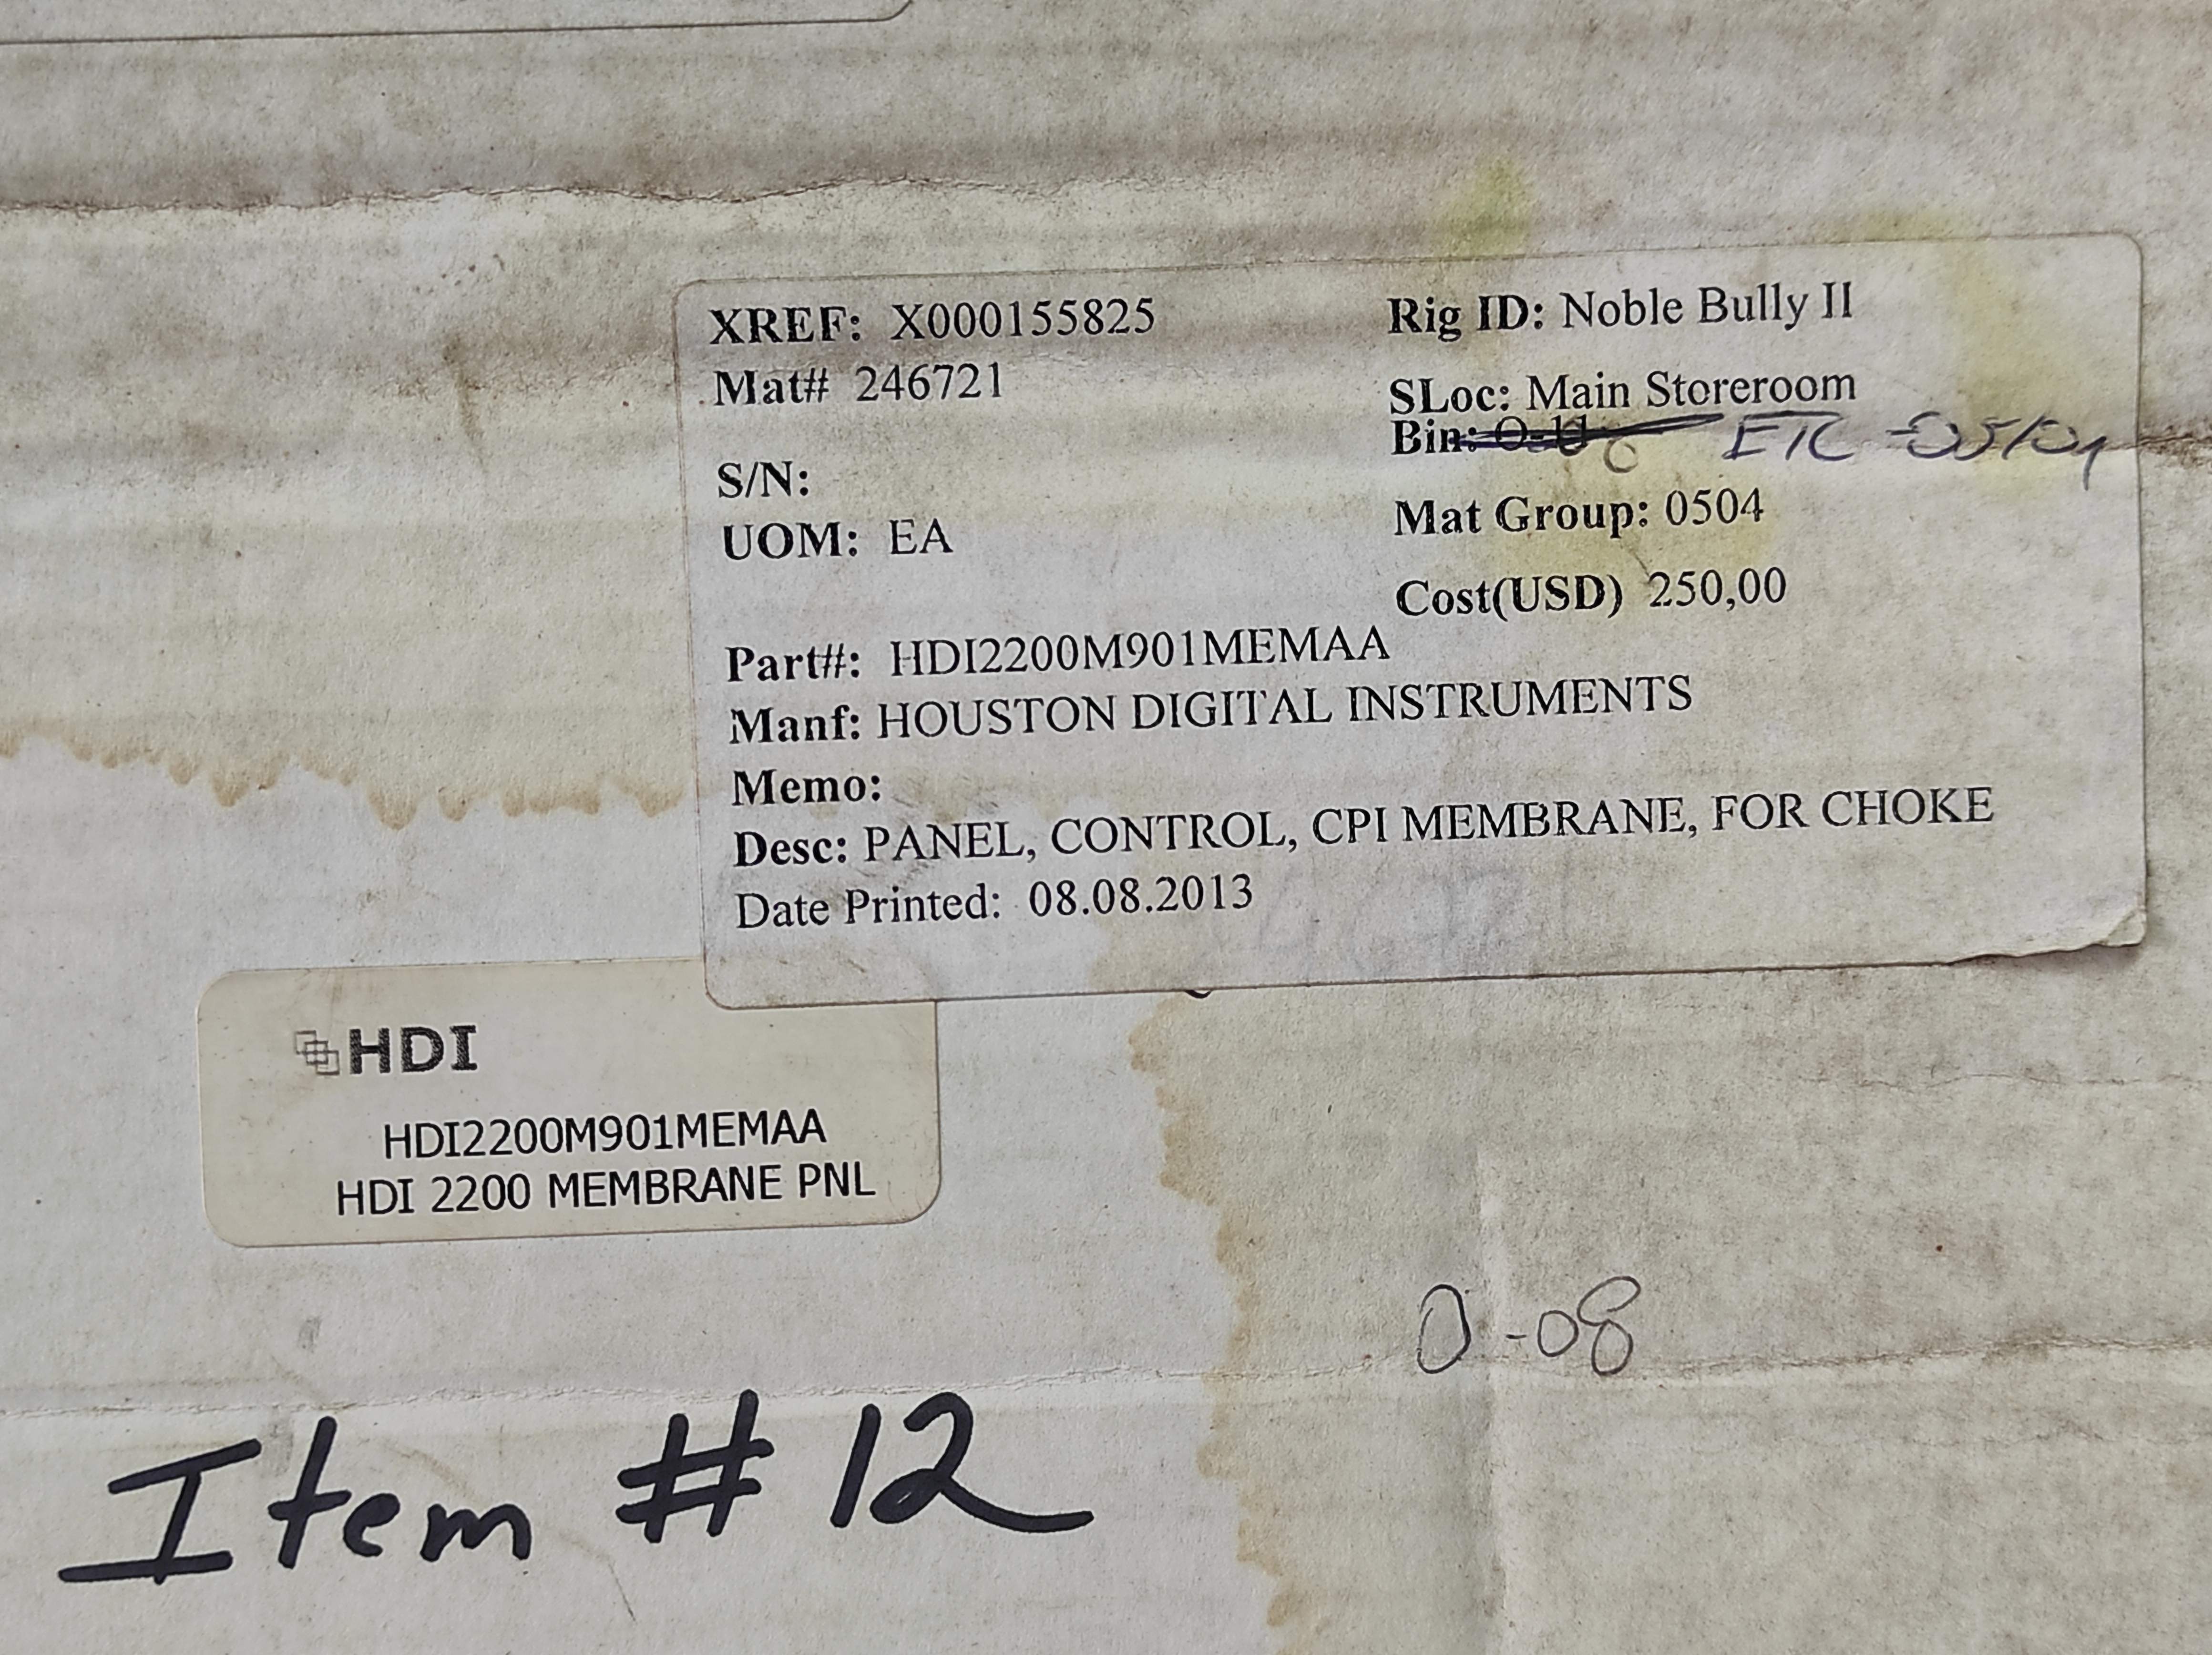 XREF: X000155825
Rig ID: Noble Bully II
Mat# 246721
SLoc: Main Storeroom
Bin:
S/N:
Mat Group: 0504
UOM: EA
Cost(USD) 250,00
Part#: HDI2200M901MEMAA
Manf: HOUSTON DIGITAL INSTRUMENTS
Memo:
Desc: PANEL, CONTROL, CPI MEMBRANE, FOR CHOKE
Date Printed: 08.08.2013
HDI
HDI2200M901MEMAA
HDI 2200 MEMBRANE PNL
0-08
Item # 12